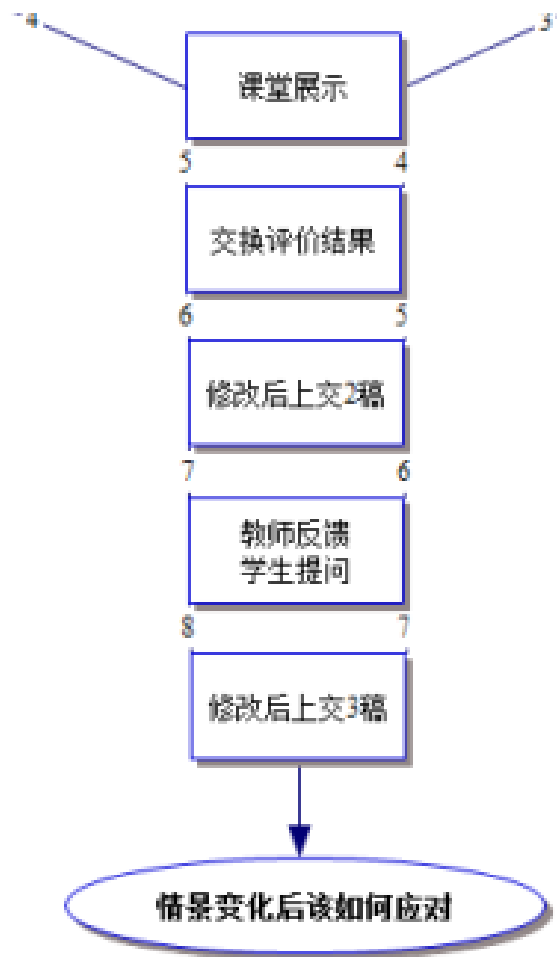 4
3
课堂展示
5 4
交换评价结果
6 5
修改后上交2稿
7 6
教师反馈
学生提问
8 7
修改后上交3稿
情景变化后该如何应对